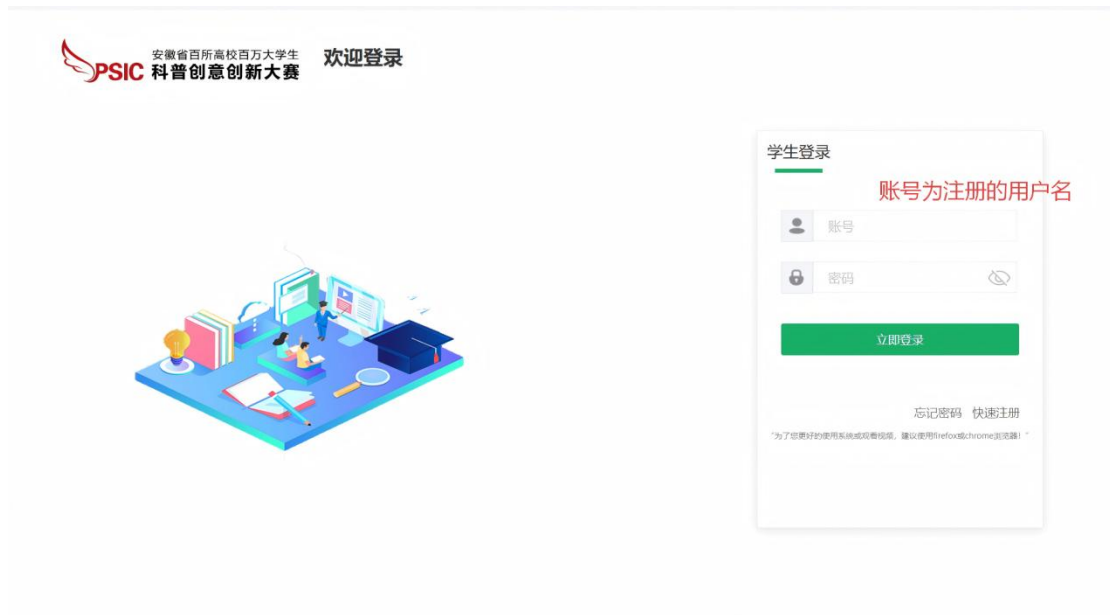 PSIC
安徽省百所高校百万大学生
科普创意创新大赛
欢迎登录
学生登录
账号为注册的用户名
账号
密码
立即登录
忘记密码 快速注册
"为了您更好的使用系统或观看视频，建议使用firefox或chrome浏览器！"